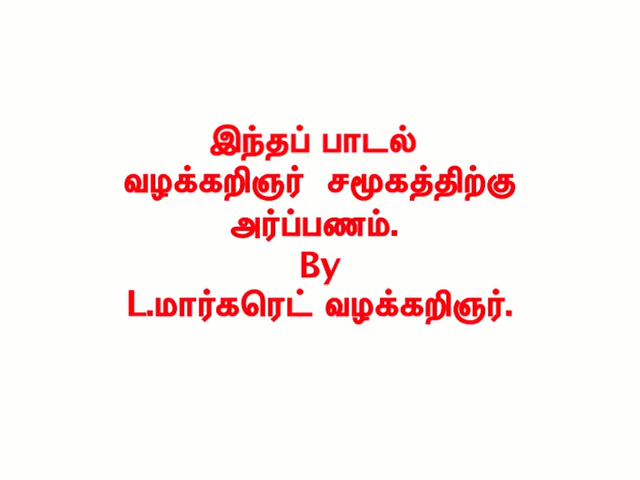 இந்தப் பாடல்
வழக்கறிஞர் சமூகத்திற்கு
அர்ப்பணம்.
By
L.மார்கரெட் வழக்கறிஞர்.